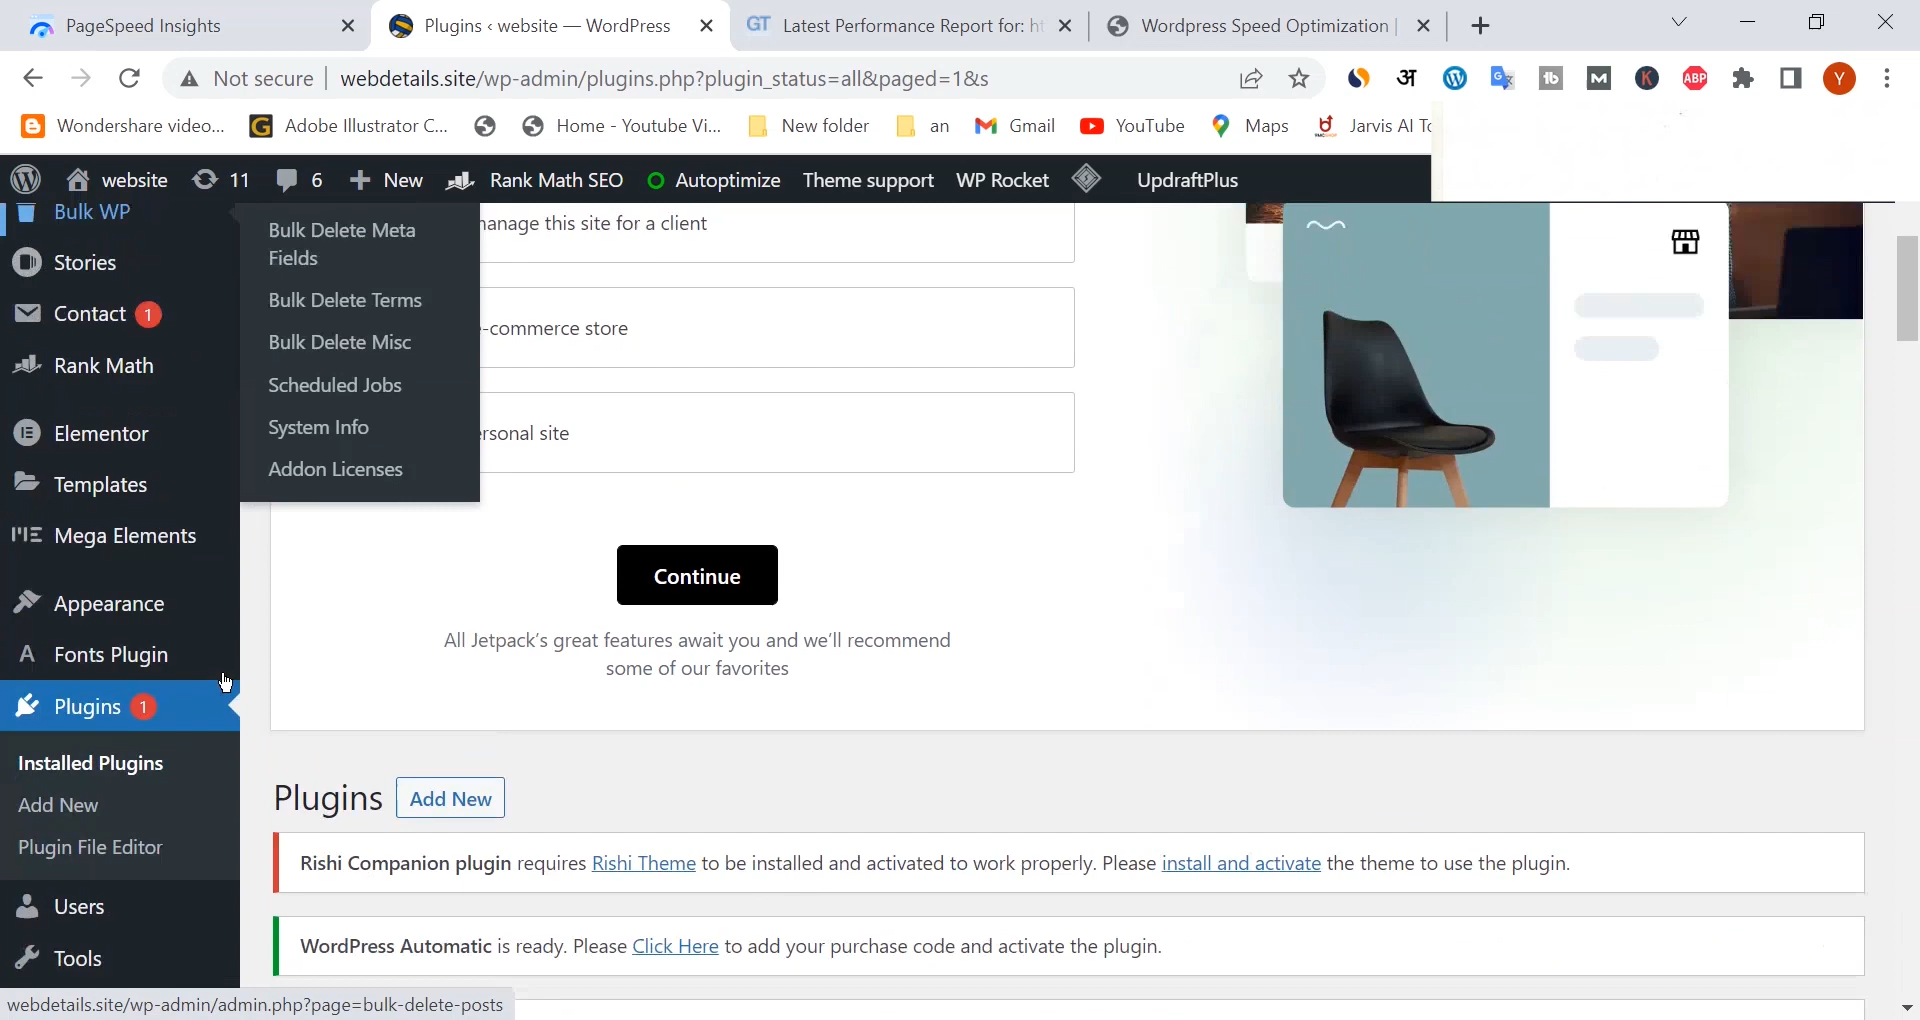 PageSpeed Insights
Plugins ‹ website — WordPress
GT Latest Performance Report for: ht
Wordpress Speed Optimization |
Not secure
webdetails.site/wp-admin/plugins.php?plugin_status=all&paged=1&s
अ
tb
M
K
ABP
Y
Wondershare video...
Adobe Illustrator C...
Home - Youtube Vi...
New folder
an
Gmail
YouTube
Maps
Jarvis AI To
website
11
6
New
Rank Math SEO
Autoptimize
Theme support
WP Rocket
UpdraftPlus
Bulk WP
Stories
Contact 1
Rank Math
Elementor
Templates
Mega Elements
Appearance
A Fonts Plugin
Plugins 1
Installed Plugins
Add New
Plugin File Editor
Users
Tools
Bulk Delete Meta
Fields
Bulk Delete Terms
Bulk Delete Misc
Scheduled Jobs
System Info
Addon Licenses
manage this site for a client
e-commerce store
ersonal site
Continue
All Jetpack's great features await you and we'll recommend
some of our favorites
Plugins
Add New
Rishi Companion plugin requires Rishi Theme to be installed and activated to work properly. Please install and activate the theme to use the plugin.
WordPress Automatic is ready. Please Click Here to add your purchase code and activate the plugin.
webdetails.site/wp-admin/admin.php?page=bulk-delete-posts